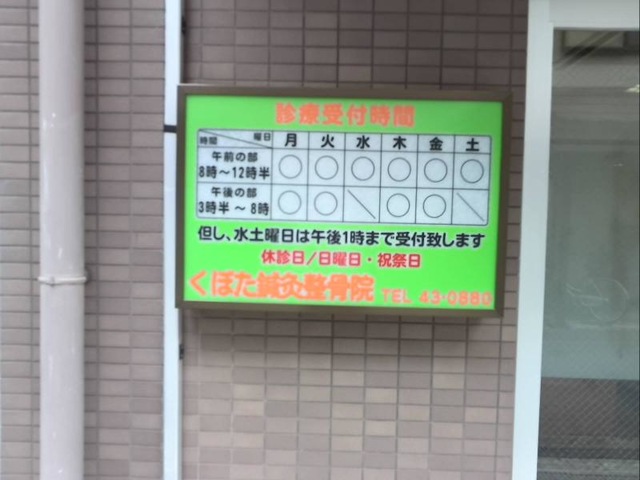 診療受付時間
時間 曜日 月 火 水 木 金 土
午前の部 8時～12時半 ○ ○ ○ ○ ○ ○
午後の部 3時半～8時 ○ ○ ＼ ○ ○ ＼
但し、水土曜日は午後1時まで受付致します
休診日/日曜日・祝祭日
くぼた鍼灸整骨院 TEL 43-0880